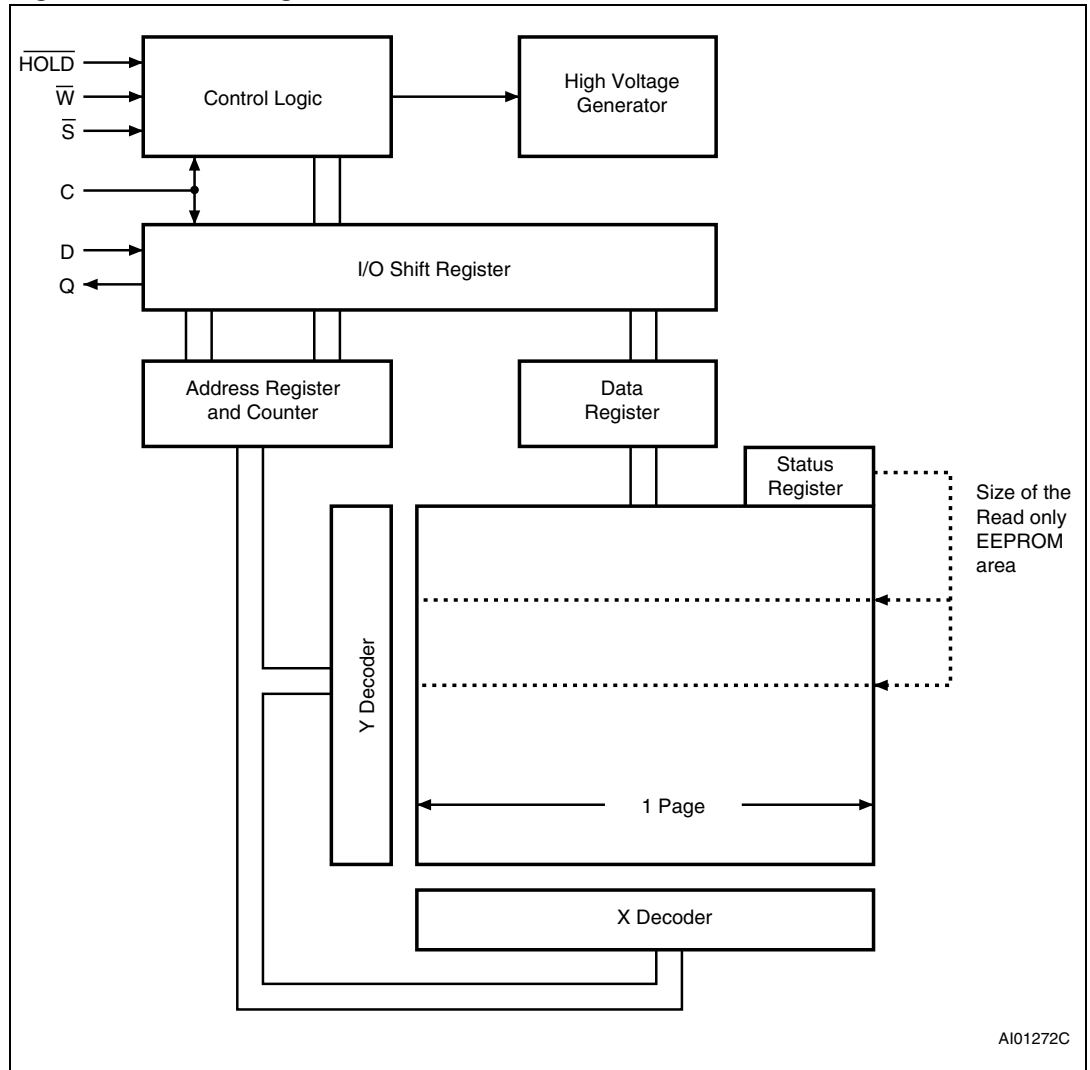 H̅O̅L̅D̅
W̅
S̅
C
D
Q
Control Logic
High Voltage
Generator
I/O Shift Register
Address Register
and Counter
Data
Register
Status
Register
Size of the
Read only
EEPROM
area
Y Decoder
1 Page
X Decoder
AI01272C